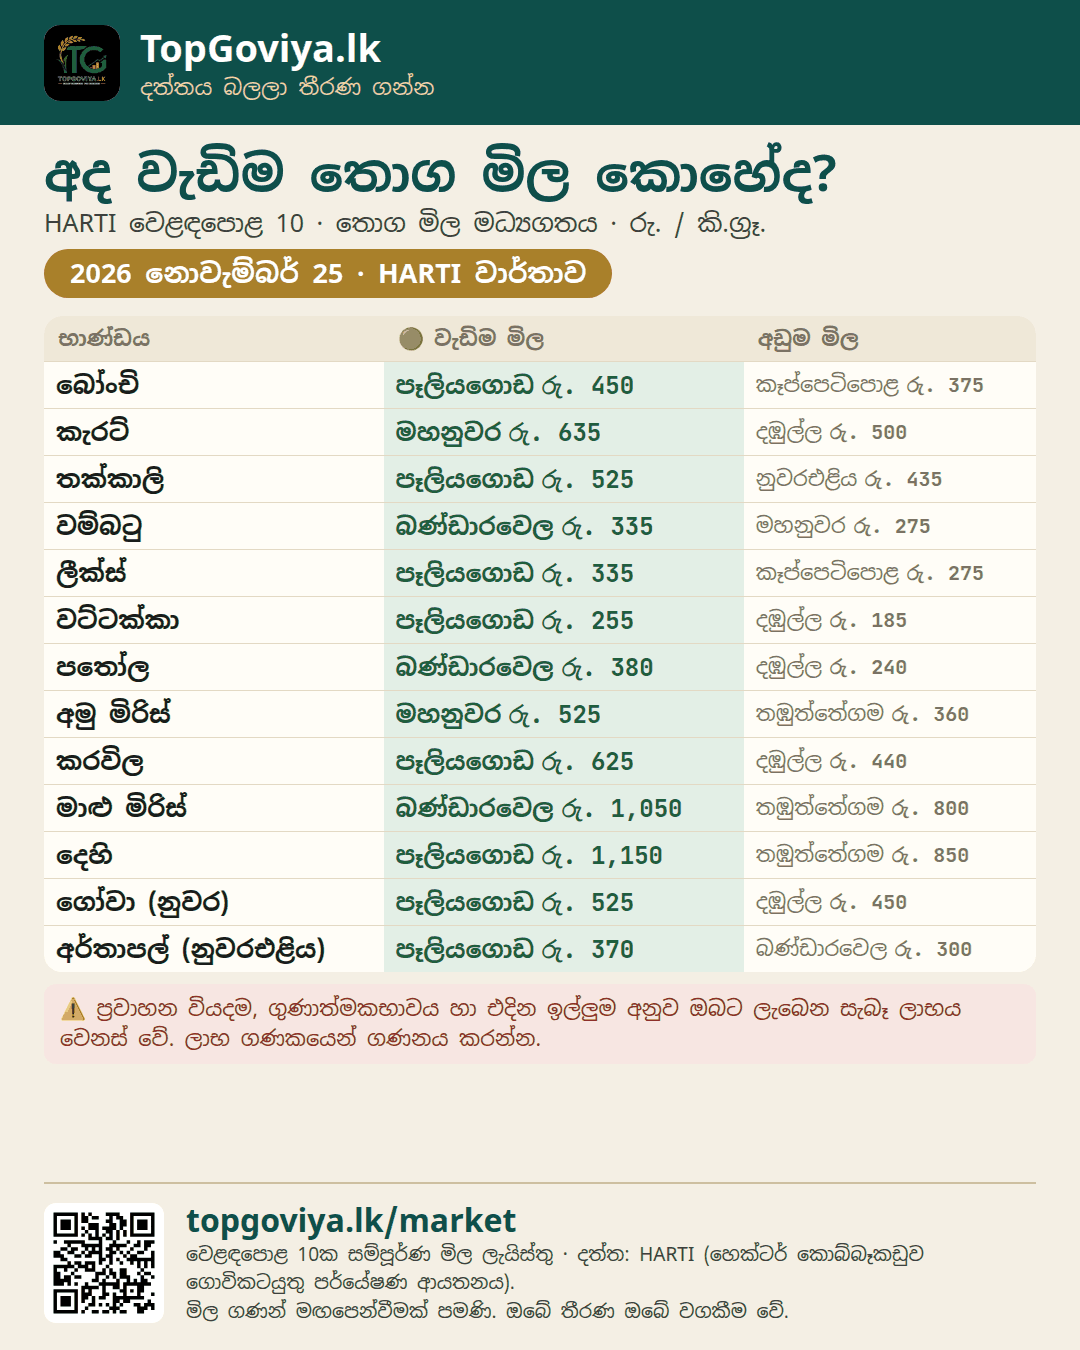 TG
TOPGOVIYA.LK
TopGoviya.lk
දත්තය බලලා තීරණ ගන්න
අද වැඩිම තොග මිල කොහේද?
HARTI වෙළඳපොළ 10 · තොග මිල මධ්‍යගතය · රු. / කි.ග්‍රෑ.
2026 නොවැම්බර් 25 · HARTI වාර්තාව
භාණ්ඩය වැඩිම මිල අඩුම මිල
බෝංචි පෑලියගොඩ රු. 450 කැප්පෙටිපොළ රු. 375
කැරට් මහනුවර රු. 635 දඹුල්ල රු. 500
තක්කාලි පෑලියගොඩ රු. 525 නුවරඑළිය රු. 435
වම්බටු බණ්ඩාරවෙල රු. 335 මහනුවර රු. 275
ලීක්ස් පෑලියගොඩ රු. 335 කැප්පෙටිපොළ රු. 275
වට්ටක්කා පෑලියගොඩ රු. 255 දඹුල්ල රු. 185
පතෝල බණ්ඩාරවෙල රු. 380 දඹුල්ල රු. 240
අමු මිරිස් මහනුවර රු. 525 තඹුත්තේගම රු. 360
කරවිල පෑලියගොඩ රු. 625 දඹුල්ල රු. 440
මාළු මිරිස් බණ්ඩාරවෙල රු. 1,050 තඹුත්තේගම රු. 800
දෙහි පෑලියගොඩ රු. 1,150 තඹුත්තේගම රු. 850
ගෝවා (නුවර) පෑලියගොඩ රු. 525 දඹුල්ල රු. 450
අර්තාපල් (නුවරඑළිය) පෑලියගොඩ රු. 370 බණ්ඩාරවෙල රු. 300
⚠️ ප්‍රවාහන වියදම, ගුණාත්මකභාවය හා එදින ඉල්ලුම අනුව ඔබට ලැබෙන සැබෑ ලාභය
වෙනස් වේ. ලාභ ගණකයෙන් ගණනය කරන්න.
topgoviya.lk/market
වෙළඳපොළ 10ක සම්පූර්ණ මිල ලැයිස්තු · දත්ත: HARTI (හෙක්ටර් කොබ්බෑකඩුව
ගොවිකටයුතු පර්යේෂණ ආයතනය).
මිල ගණන් මඟපෙන්වීමක් පමණි. ඔබේ තීරණ ඔබේ වගකීම වේ.